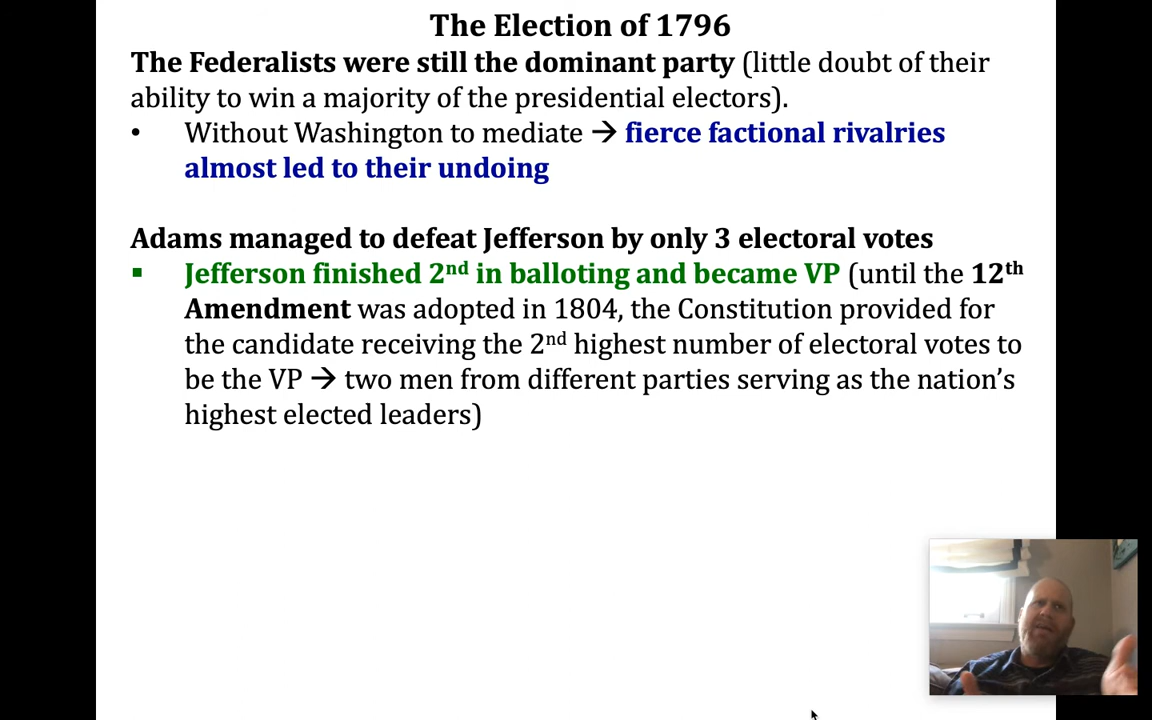 The Election of 1796
The Federalists were still the dominant party (little doubt of their
ability to win a majority of the presidential electors).
• Without Washington to mediate → fierce factional rivalries
almost led to their undoing
Adams managed to defeat Jefferson by only 3 electoral votes
▪ Jefferson finished 2nd in balloting and became VP (until the 12th
Amendment was adopted in 1804, the Constitution provided for
the candidate receiving the 2nd highest number of electoral votes to
be the VP → two men from different parties serving as the nation’s
highest elected leaders)